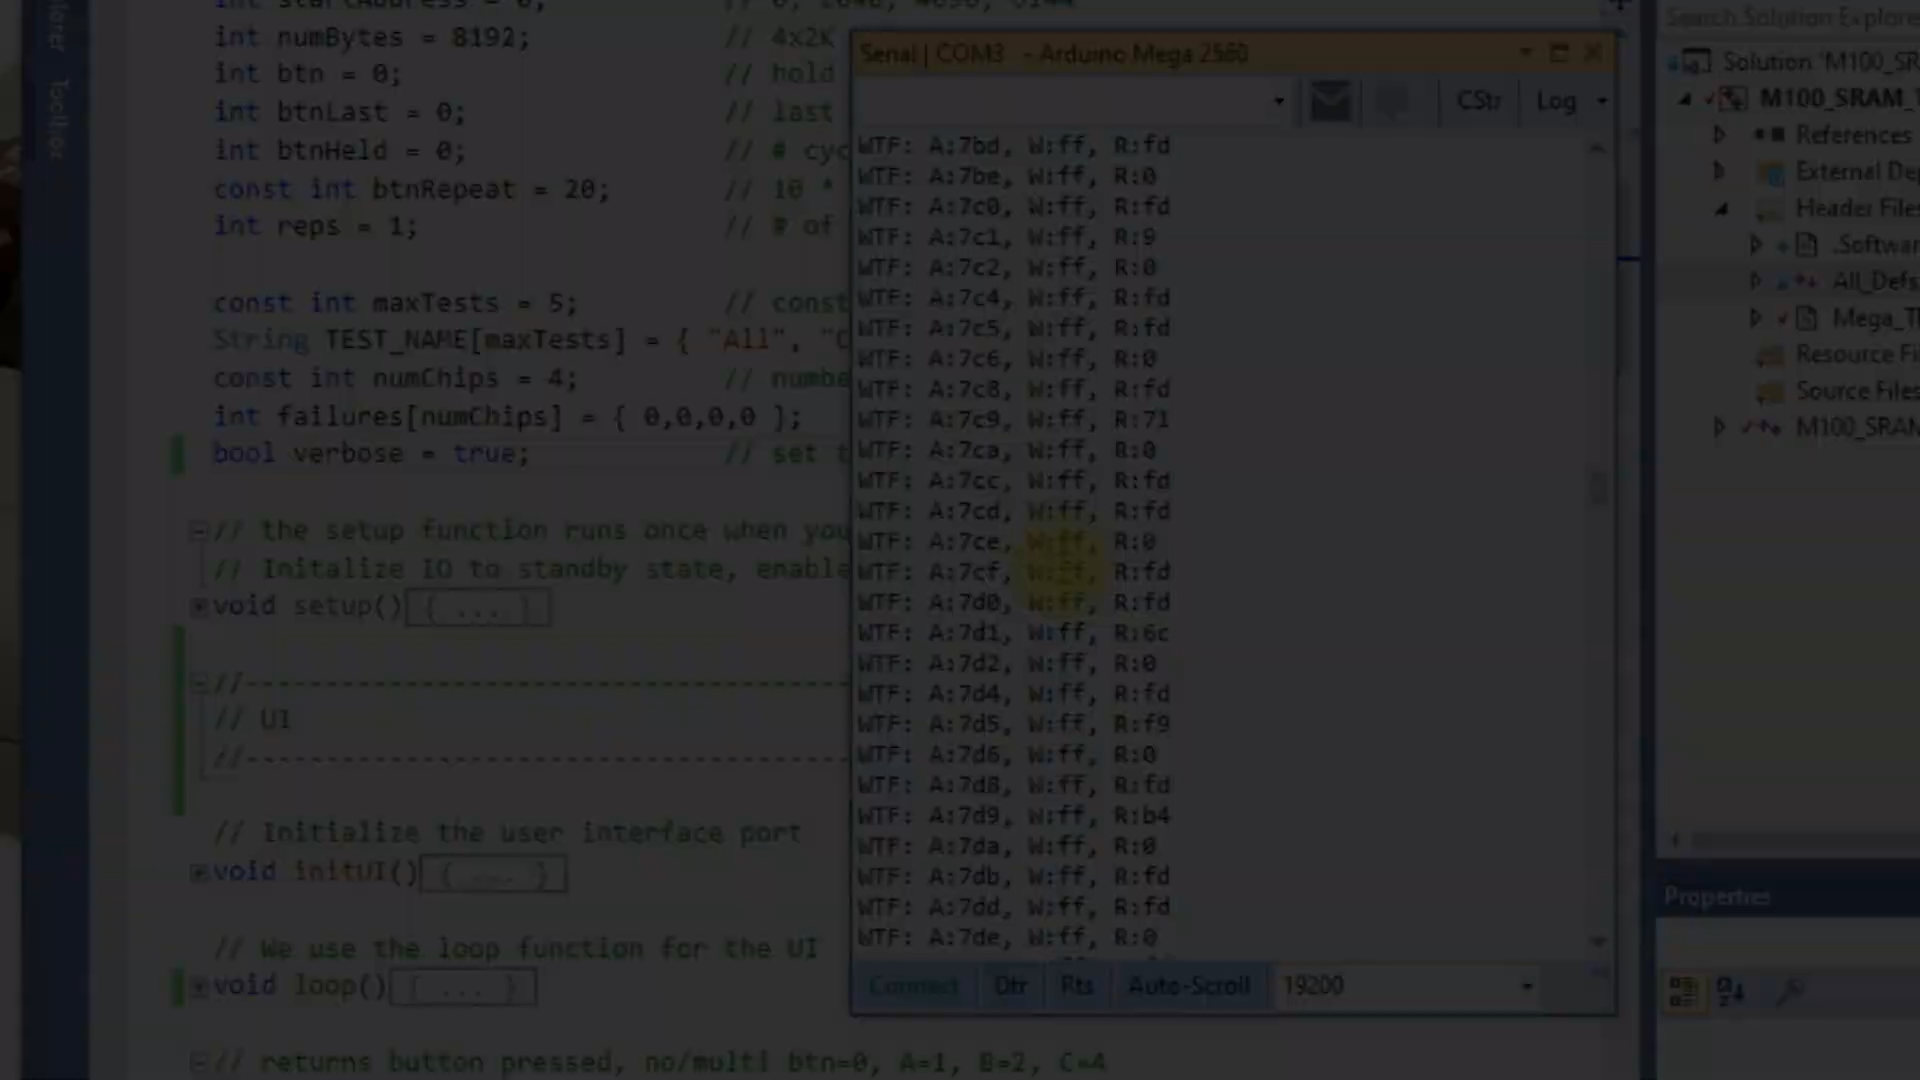 Toolbox
int numBytes = 8192; // 4x2K
int btn = 0; // hold
int btnLast = 0; // last
int btnHeld = 0; // # cyc
const int btnRepeat = 20; // 10 *
int reps = 1; // # of
const int maxTests = 5; // const
String TEST_NAME[maxTests] = { "All", "C
const int numChips = 4; // numbe
int failures[numChips] = { 0,0,0,0 };
bool verbose = true; // set t
// the setup function runs once when you
// Initalize IO to standby state, enable
void setup(){ ... }
//--------------------------------------
// UI
//--------------------------------------
// Initialize the user interface port
void initUI(){ ... }
// We use the loop function for the UI
void loop(){ ... }
// returns button pressed, no/multi btn=0, A=1, B=2, C=4
Serial | COM3 - Arduino Mega 2560
CStr
Log
WTF: A:7bd, W:ff, R:fd
WTF: A:7be, W:ff, R:0
WTF: A:7c0, W:ff, R:fd
WTF: A:7c1, W:ff, R:9
WTF: A:7c2, W:ff, R:0
WTF: A:7c4, W:ff, R:fd
WTF: A:7c5, W:ff, R:fd
WTF: A:7c6, W:ff, R:0
WTF: A:7c8, W:ff, R:fd
WTF: A:7c9, W:ff, R:71
WTF: A:7ca, W:ff, R:0
WTF: A:7cc, W:ff, R:fd
WTF: A:7cd, W:ff, R:fd
WTF: A:7ce, W:ff, R:0
WTF: A:7cf, W:ff, R:fd
WTF: A:7d0, W:ff, R:fd
WTF: A:7d1, W:ff, R:6c
WTF: A:7d2, W:ff, R:0
WTF: A:7d4, W:ff, R:fd
WTF: A:7d5, W:ff, R:f9
WTF: A:7d6, W:ff, R:0
WTF: A:7d8, W:ff, R:fd
WTF: A:7d9, W:ff, R:b4
WTF: A:7da, W:ff, R:0
WTF: A:7db, W:ff, R:fd
WTF: A:7dd, W:ff, R:fd
WTF: A:7de, W:ff, R:0
Connect Dtr Rts Auto-Scroll 19200
Search Solution Explore
Solution 'M100_SR
M100_SRAM_T
References
External De
Header Files
.Softwar
All_Defs
Mega_T
Resource Fi
Source Files
M100_SRAM
Properties